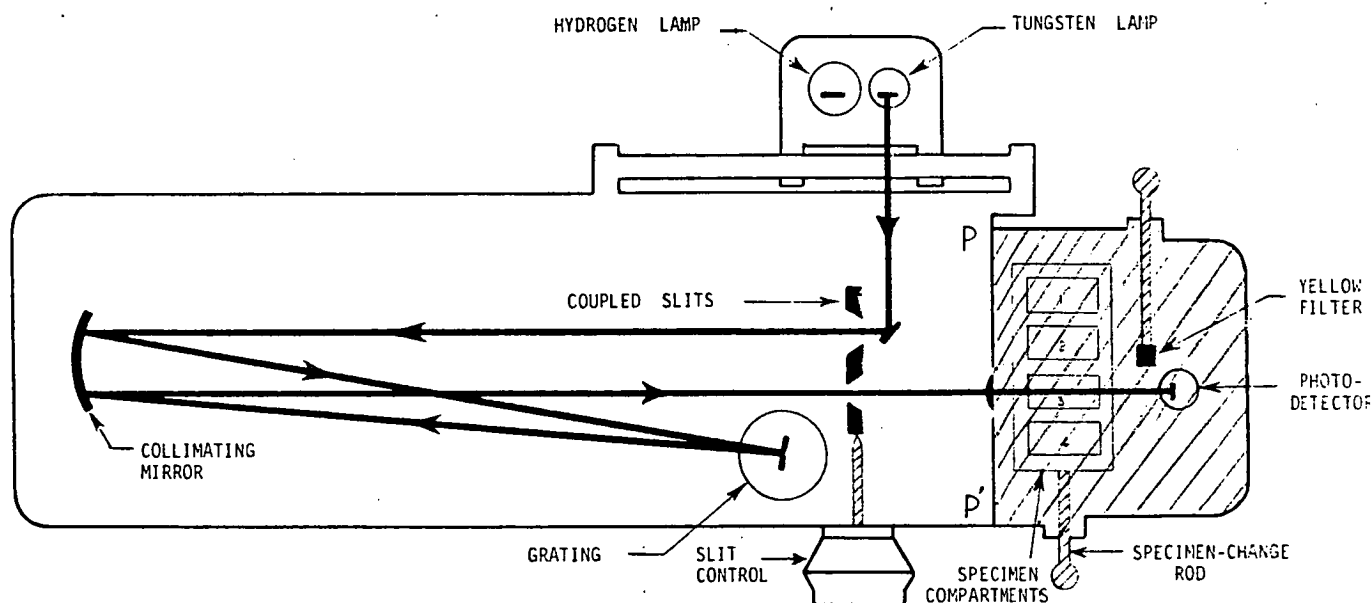 HYDROGEN LAMP
TUNGSTEN LAMP
P
COUPLED SLITS
YELLOW
FILTER
1
2
3
4
PHOTO-
DETECTOR
COLLIMATING
MIRROR
P'
GRATING
SLIT
CONTROL
SPECIMEN
COMPARTMENTS
SPECIMEN-CHANGE
ROD